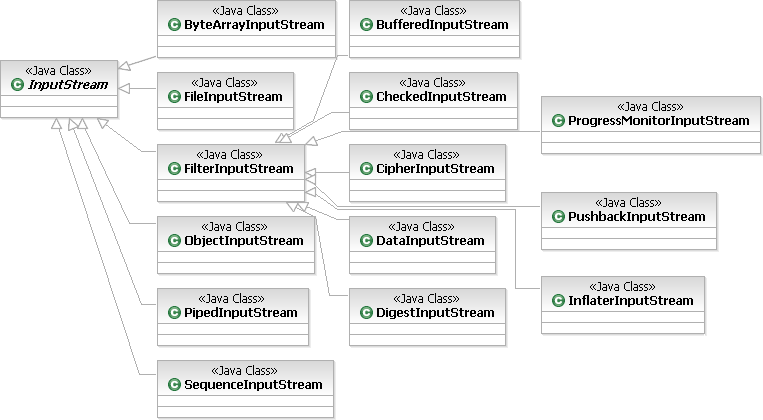 «Java Class»
InputStream
«Java Class»
ByteArrayInputStream
«Java Class»
FileInputStream
«Java Class»
FilterInputStream
«Java Class»
ObjectInputStream
«Java Class»
PipedInputStream
«Java Class»
SequenceInputStream
«Java Class»
BufferedInputStream
«Java Class»
CheckedInputStream
«Java Class»
CipherInputStream
«Java Class»
DataInputStream
«Java Class»
DigestInputStream
«Java Class»
ProgressMonitorInputStream
«Java Class»
PushbackInputStream
«Java Class»
InflaterInputStream